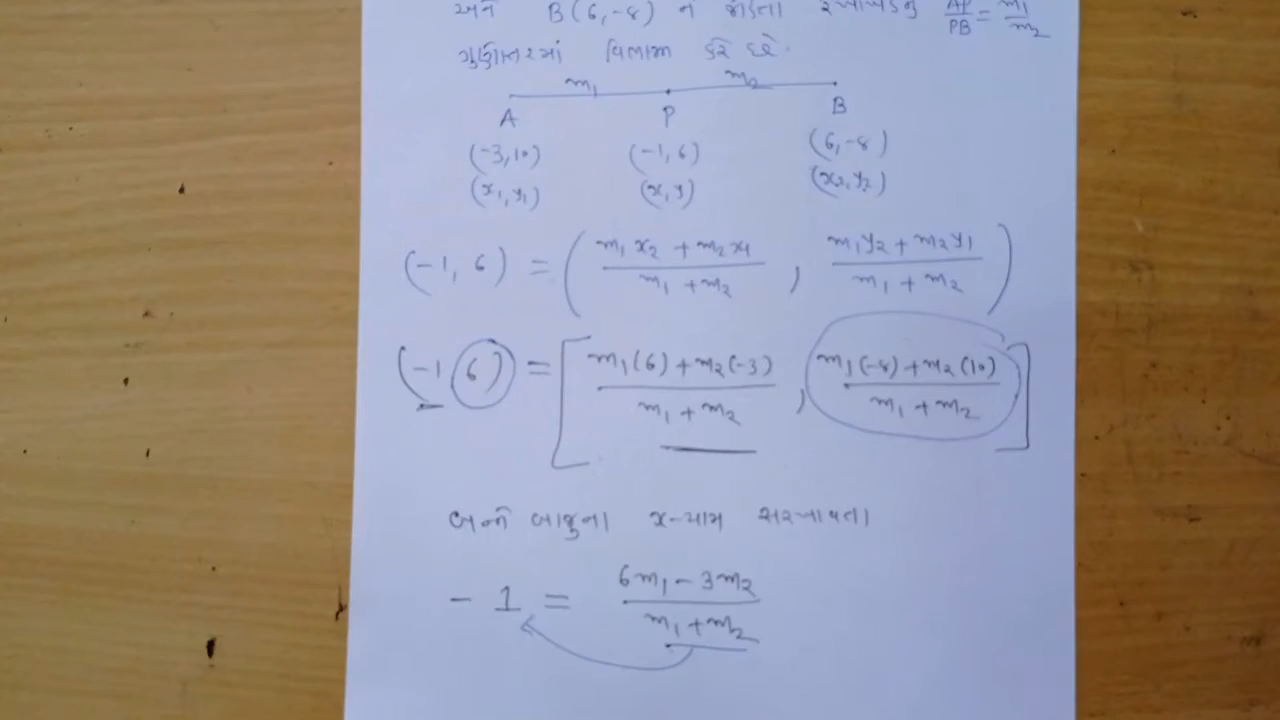 અને B(6,-8) ને જોડતા રેખાખંડનું AP/PB = m₁/m₂
ગુણોત્તરમાં વિભાગ કરે છે.
m₁ m₂
A P B
(-3,10) (-1,6) (6,-8)
(x₁,y₁) (x,y) (x₂,y₂)
(-1, 6) = ( m₁x₂ + m₂x₁ / m₁ + m₂ , m₁y₂ + m₂y₁ / m₁ + m₂ )
(-1 6) = [ m₁(6) + m₂(-3) / m₁ + m₂ , m₁(-8) + m₂(10) / m₁ + m₂ ]
બન્ને બાજુના x-યામ સરખાવતા
- 1 = 6m₁ - 3m₂ / m₁ + m₂